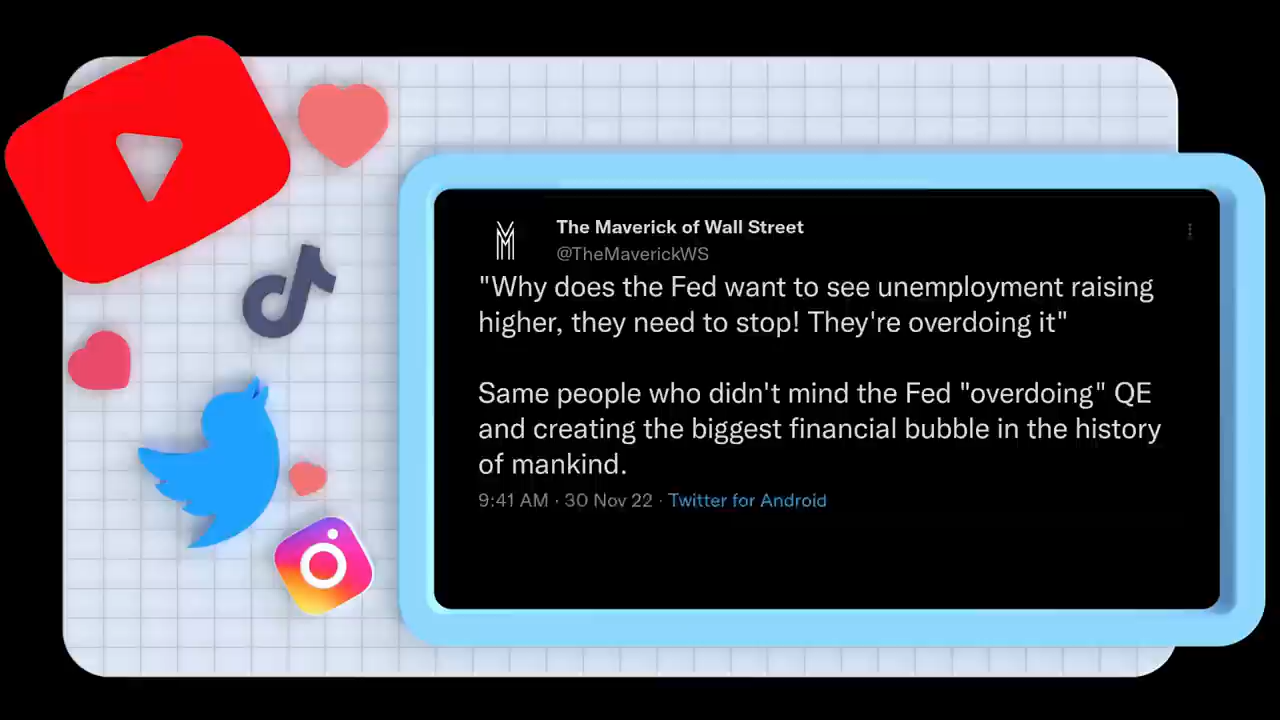 The Maverick of Wall Street
@TheMaverickWS
"Why does the Fed want to see unemployment raising
higher, they need to stop! They're overdoing it"
Same people who didn't mind the Fed "overdoing" QE
and creating the biggest financial bubble in the history
of mankind.
9:41 AM · 30 Nov 22 · Twitter for Android